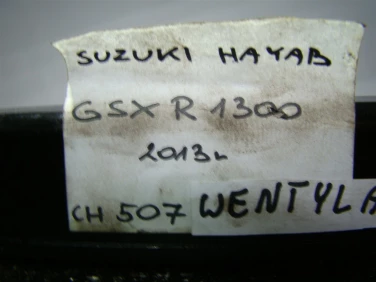 SUZUKI HAYAB
GSX R 1300
2013r
CH 507 WENTYLA